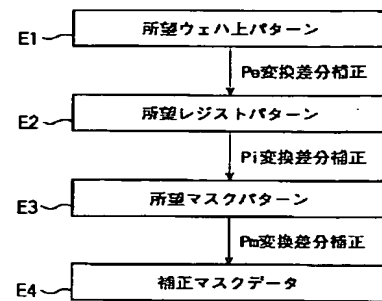 E1 所望ウェハ上パターン
Pe変換差分補正
E2 所望レジストパターン
Pi変換差分補正
E3 所望マスクパターン
Pm変換差分補正
E4 補正マスクデータ